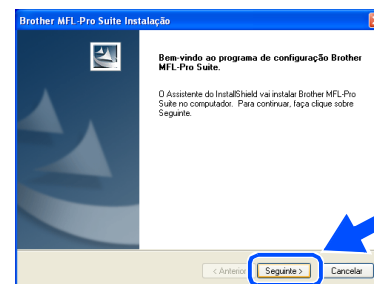 Brother MFL-Pro Suite Instalação
Bem-vindo ao programa de configuração Brother
MFL-Pro Suite.
O Assistente do InstallShield vai instalar Brother MFL-Pro
Suite no computador. Para continuar, faça clique sobre
Seguinte.
< Anterior
Seguinte >
Cancelar